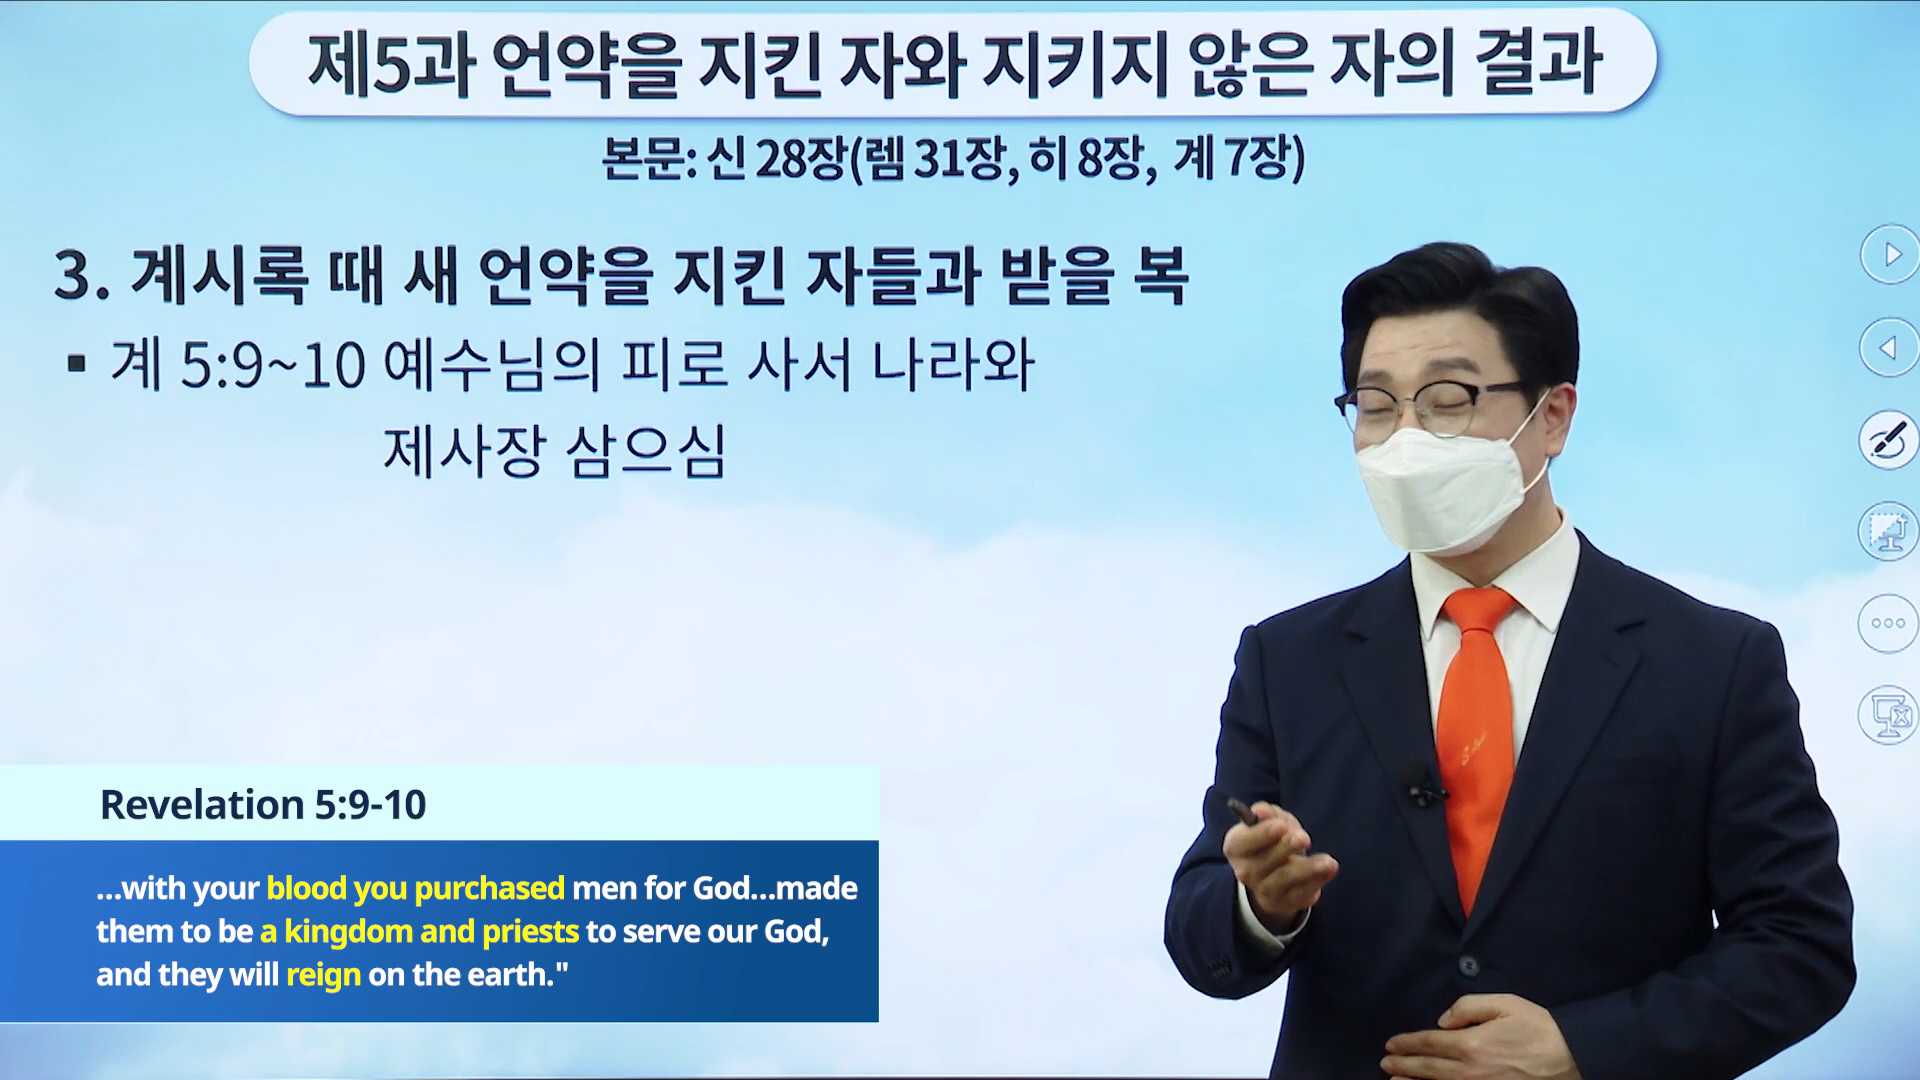 제5과 언약을 지킨 자와 지키지 않은 자의 결과
본문: 신 28장(렘 31장, 히 8장, 계 7장)
3. 계시록 때 새 언약을 지킨 자들과 받을 복
▪ 계 5:9~10 예수님의 피로 사서 나라와
제사장 삼으심
Revelation 5:9-10
...with your blood you purchased men for God...made
them to be a kingdom and priests to serve our God,
and they will reign on the earth."